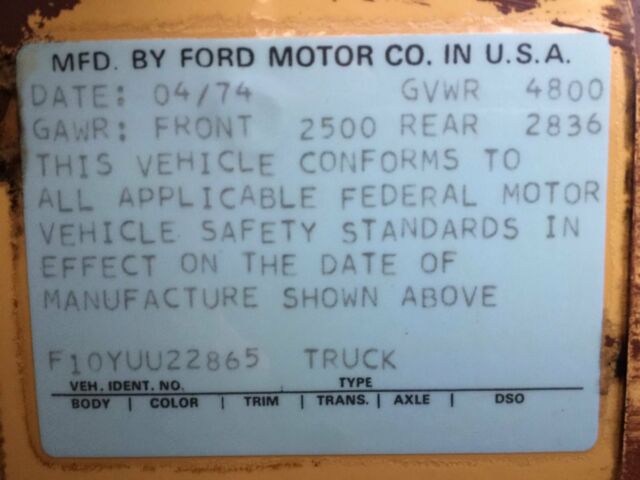 MFD. BY FORD MOTOR CO. IN U.S.A.
DATE: 04/74 GVWR 4800
GAWR: FRONT 2500 REAR 2836
THIS VEHICLE CONFORMS TO
ALL APPLICABLE FEDERAL MOTOR
VEHICLE SAFETY STANDARDS IN
EFFECT ON THE DATE OF
MANUFACTURE SHOWN ABOVE
F10YUU22865 TRUCK
VEH. IDENT. NO. TYPE
BODY | COLOR | TRIM | TRANS. | AXLE | DSO